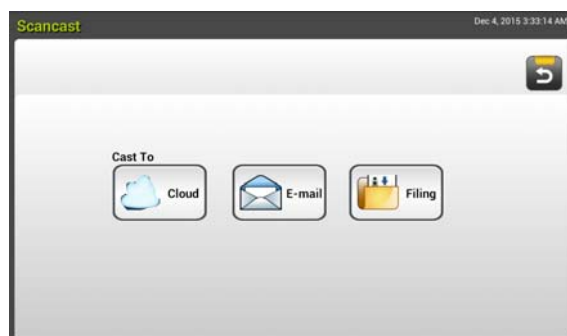 Scancast
Dec 4, 2015 3:33:14 AM
Cast To
Cloud
E-mail
Filing